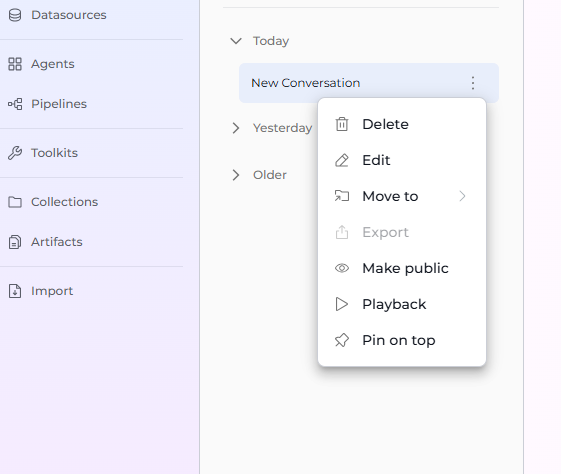 Datasources
Agents
Pipelines
Toolkits
Collections
Artifacts
Import
Today
New Conversation
Yesterday
Older
Delete
Edit
Move to
Export
Make public
Playback
Pin on top